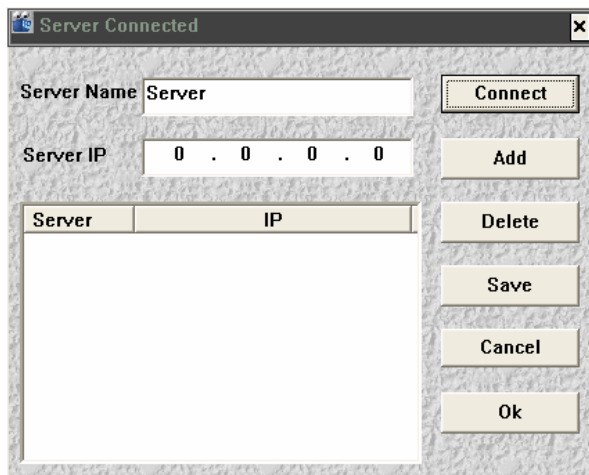 Server Connected
Server Name Server Connect
Server IP 0 . 0 . 0 . 0 Add
Server IP Delete
Save
Cancel
Ok